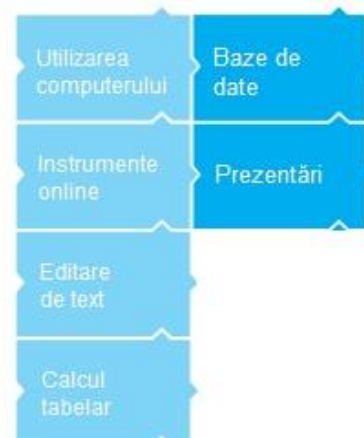 Utilizarea
computerului
Baze de
date
Instrumente
online
Prezentări
Editare
de text
Calcul
tabelar